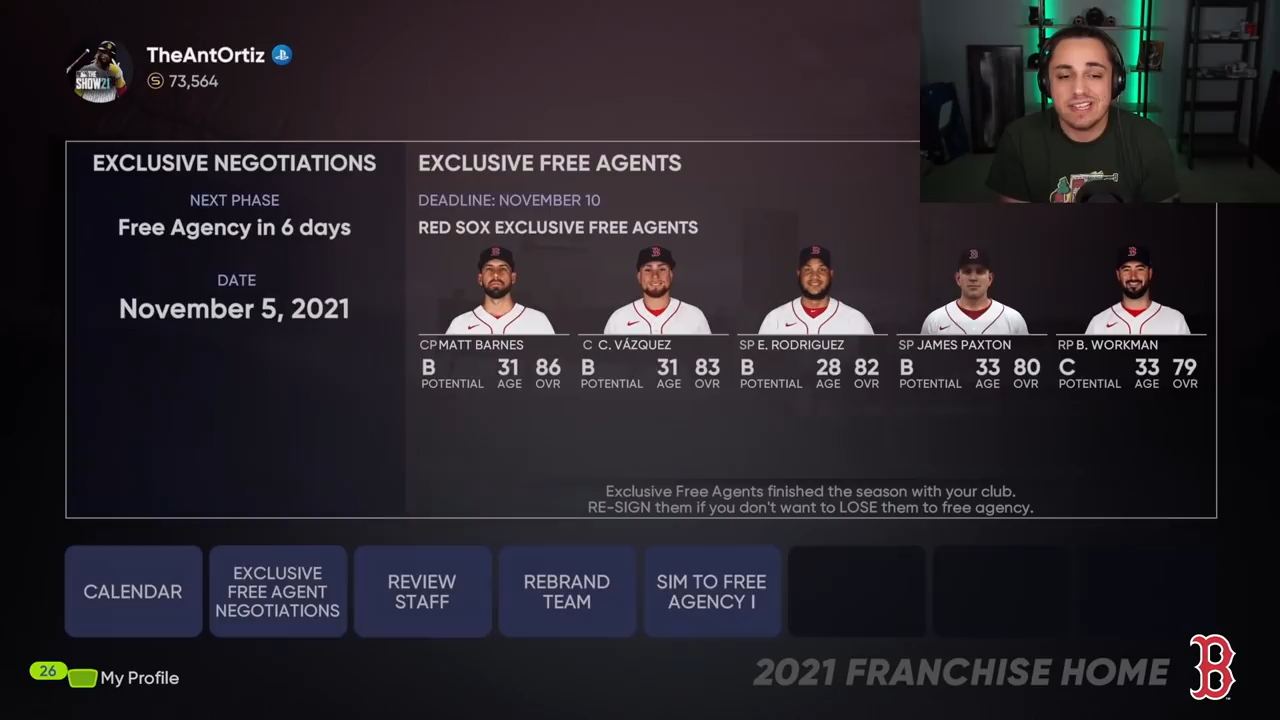 TheAntOrtiz
THE SHOW21
S 73,564
EXCLUSIVE NEGOTIATIONS
NEXT PHASE
Free Agency in 6 days
DATE
November 5, 2021
EXCLUSIVE FREE AGENTS
DEADLINE: NOVEMBER 10
RED SOX EXCLUSIVE FREE AGENTS
CP MATT BARNES
B 31 86
POTENTIAL AGE OVR
C C. VÁZQUEZ
B 31 83
POTENTIAL AGE OVR
SP E. RODRIGUEZ
B 28 82
POTENTIAL AGE OVR
SP JAMES PAXTON
B 33 80
POTENTIAL AGE OVR
RP B. WORKMAN
C 33 79
POTENTIAL AGE OVR
Exclusive Free Agents finished the season with your club.
RE-SIGN them if you don't want to LOSE them to free agency.
CALENDAR
EXCLUSIVE
FREE AGENT
NEGOTIATIONS
REVIEW
STAFF
REBRAND
TEAM
SIM TO FREE
AGENCY I
26 My Profile
2021 FRANCHISE HOME
B